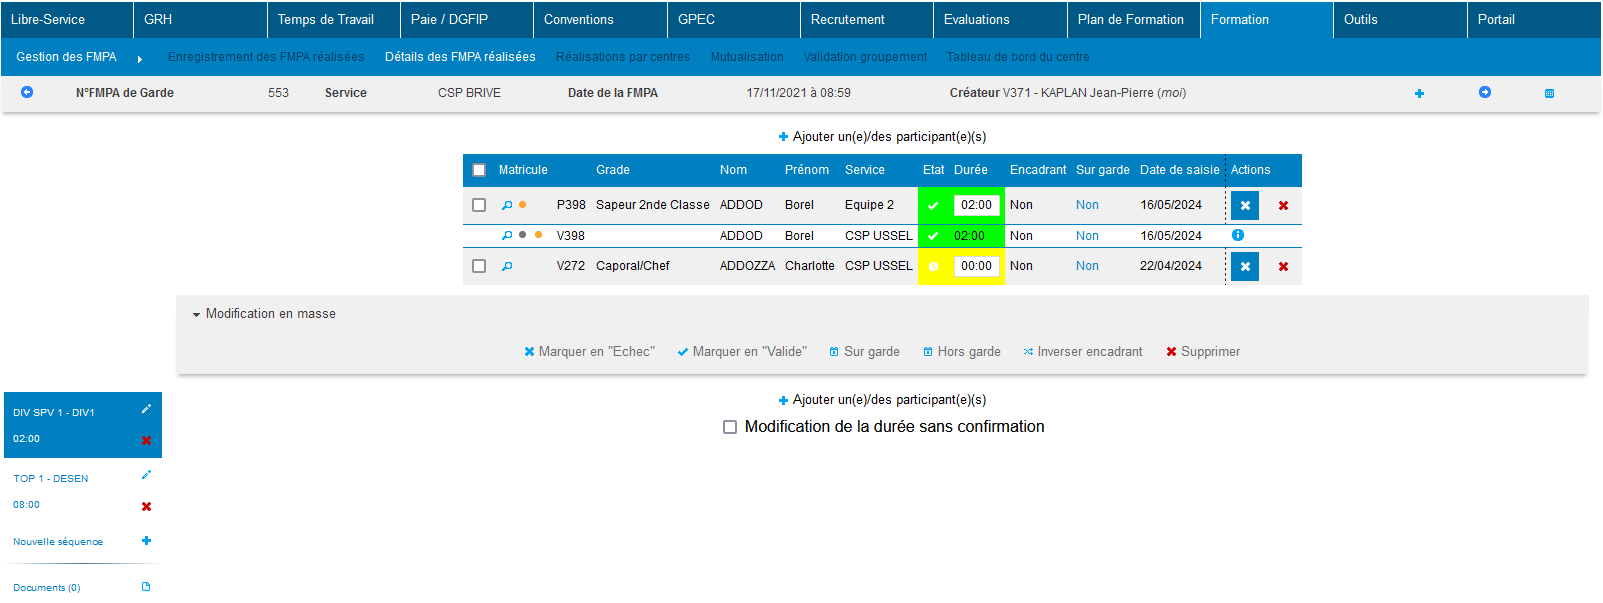 Libre-Service GRH Temps de Travail Paie / DGFIP Conventions GPEC Recrutement Evaluations Plan de Formation Formation Outils Portail
Gestion des FMPA Enregistrement des FMPA réalisées Détails des FMPA réalisées Réalisations par centres Mutualisation Validation groupement Tableau de bord du centre
N°FMPA de Garde 553 Service CSP BRIVE Date de la FMPA 17/11/2021 à 08:59 Créateur V371 - KAPLAN Jean-Pierre (moi)
Ajouter un(e)/des participant(e)(s)
Matricule Grade Nom Prénom Service Etat Durée Encadrant Sur garde Date de saisie Actions
P398 Sapeur 2nde Classe ADDOD Borel Equipe 2 02:00 Non Non 16/05/2024
V398 ADDOD Borel CSP USSEL 02:00 Non Non 16/05/2024
V272 Caporal/Chef ADDOZZA Charlotte CSP USSEL 00:00 Non Non 22/04/2024
Modification en masse
Marquer en "Echec" Marquer en "Valide" Sur garde Hors garde Inverser encadrant Supprimer
Ajouter un(e)/des participant(e)(s)
Modification de la durée sans confirmation
DIV SPV 1 - DIV1
02:00
TOP 1 - DESEN
08:00
Nouvelle séquence
Documents (0)